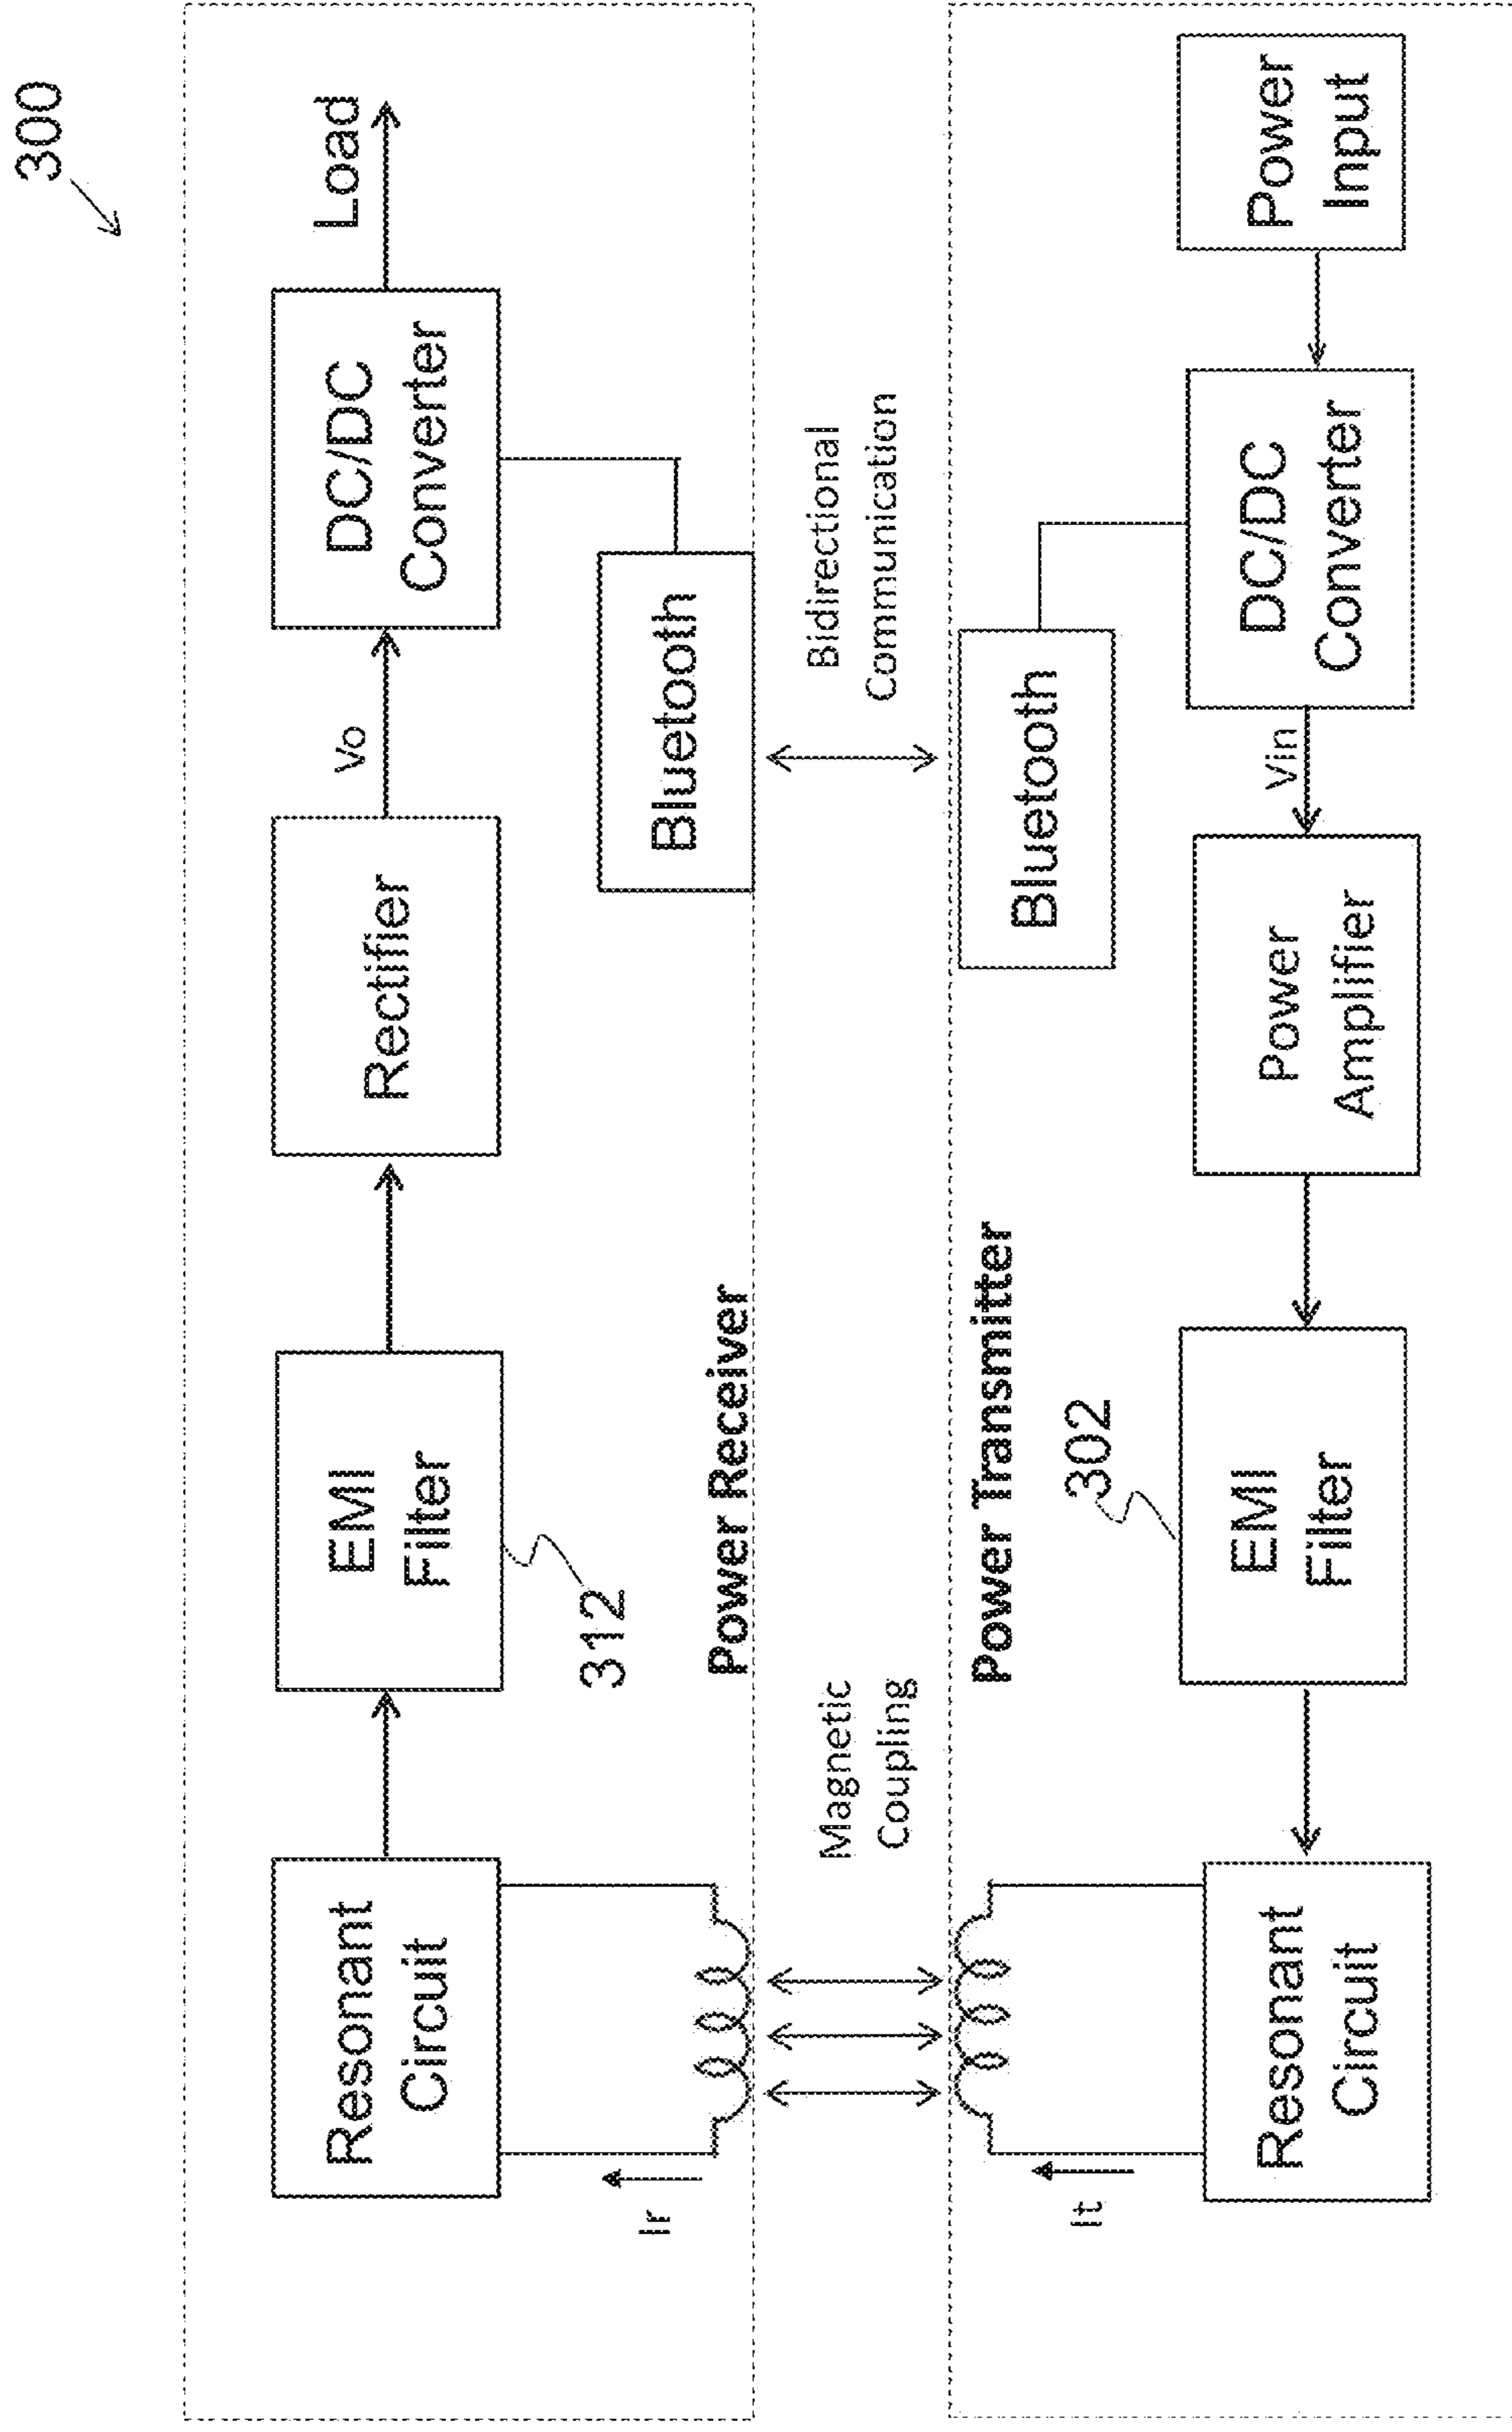 300
Resonant
Circuit
EMI
Filter
Rectifier
Vo
DC/DC
Converter
Load
312
Ir
Bluetooth
Power Receiver
Magnetic
Coupling
Bidirectional
Communication
Power Transmitter
Bluetooth
It
302
Resonant
Circuit
EMI
Filter
Power
Amplifier
Vin
DC/DC
Converter
Power
Input